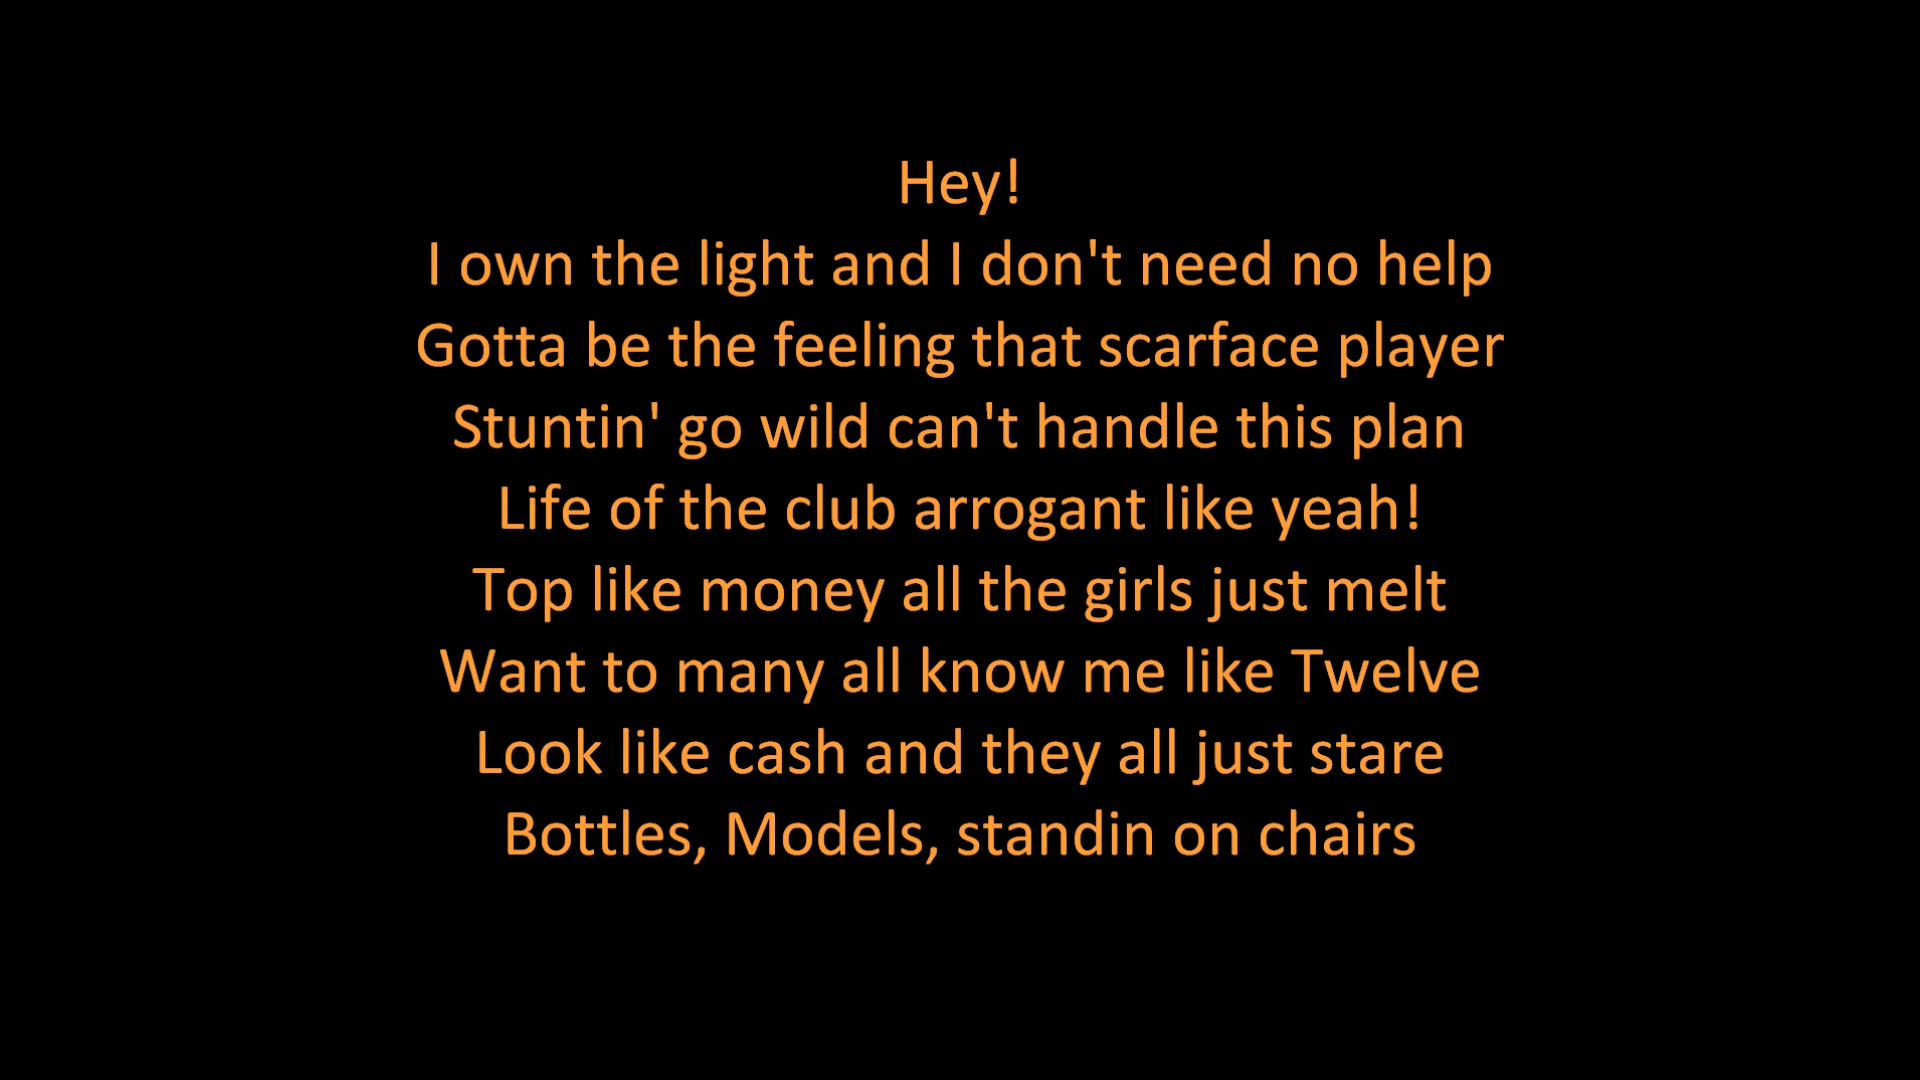 Hey!
I own the light and I don't need no help
Gotta be the feeling that scarface player
Stuntin' go wild can't handle this plan
Life of the club arrogant like yeah!
Top like money all the girls just melt
Want to many all know me like Twelve
Look like cash and they all just stare
Bottles, Models, standin on chairs